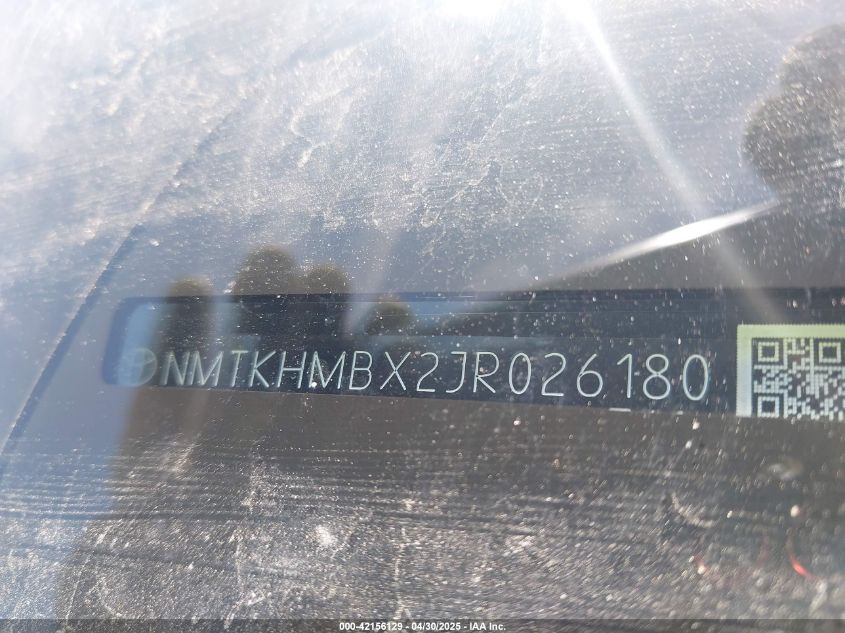 NMTKHMBX2JR026180
000-42156129 - 04/30/2025 - IAA Inc.